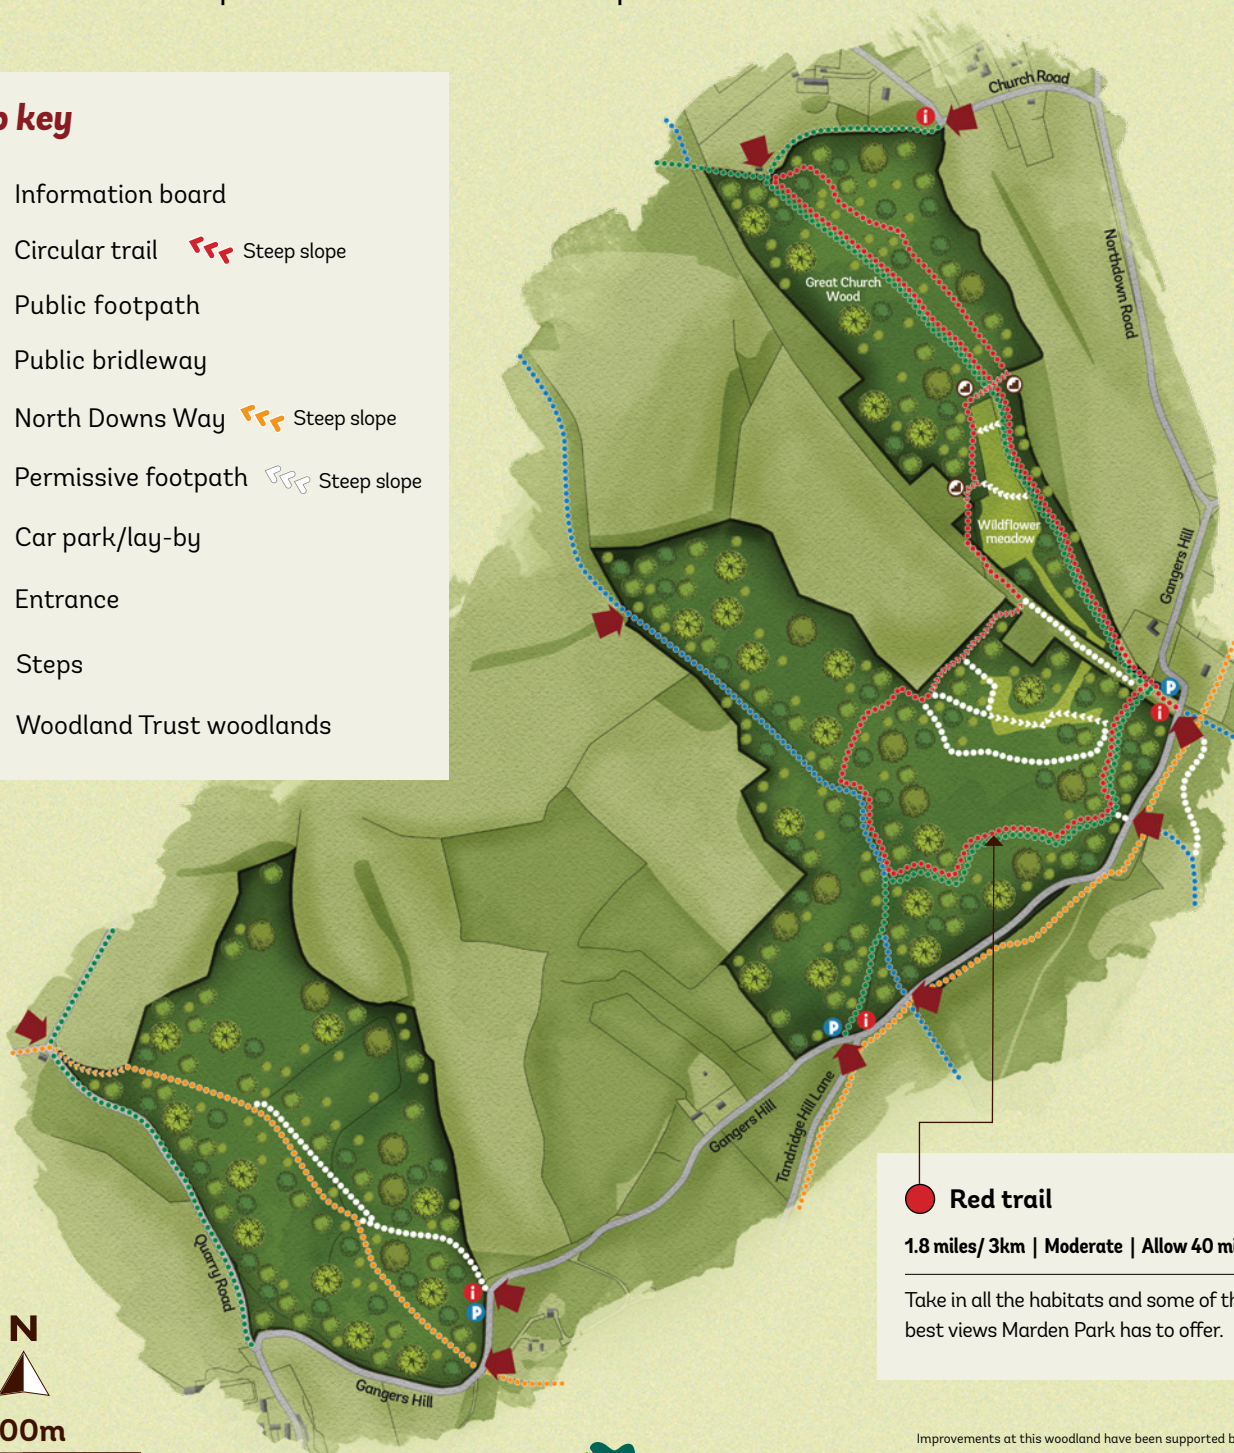 key
Information board
Circular trail
Steep slope
Public footpath
Public bridleway
North Downs Way
Steep slope
Permissive footpath
Steep slope
Car park/lay-by
Entrance
Steps
Woodland Trust woodlands
Church Road
i
Northdown Road
Great Church
Wood
Wildflower
meadow
Gangers Hill
P
i
P
i
Gangers Hill
Tandridge Hill Lane
Quarry Road
i
P
Gangers Hill
N
00m
Red trail
1.8 miles/ 3km | Moderate | Allow 40 mi
Take in all the habitats and some of th
best views Marden Park has to offer.
Improvements at this woodland have been supported b